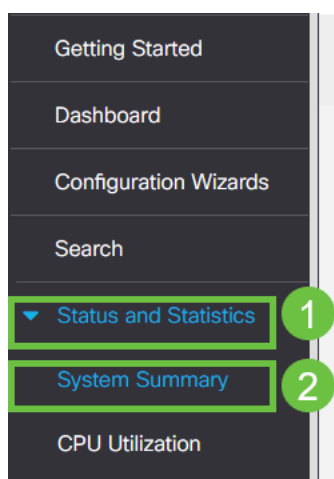 Getting Started
Dashboard
Configuration Wizards
Search
Status and Statistics 1
System Summary 2
CPU Utilization